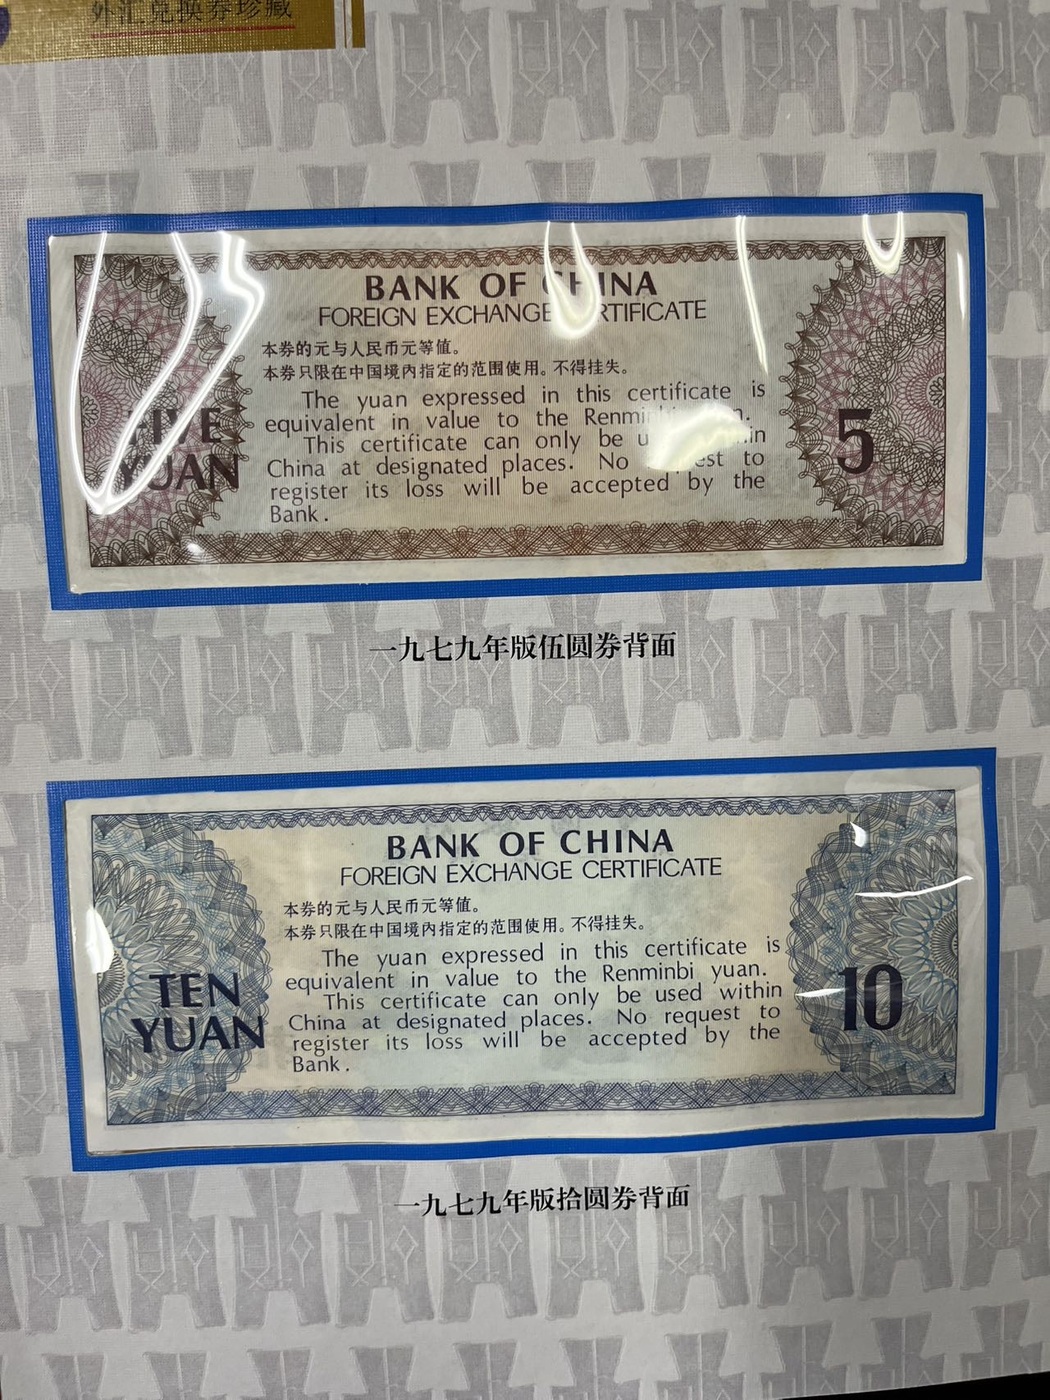 外汇兑换券珍藏
BANK OF CHINA
FOREIGN EXCHANGE CERTIFICATE
本券的元与人民币元等值。
本券只限在中国境内指定的范围使用。不得挂失。
The yuan expressed in this certificate is
equivalent in value to the
This certificate can only be
China at designated places. No to
register its loss will be accepted by the
Bank.
FIVE
YUAN
5
一九七九年版伍圆券背面
BANK OF CHINA
FOREIGN EXCHANGE CERTIFICATE
本券的元与人民币元等值。
本券只限在中国境内指定的范围使用。不得挂失。
The yuan expressed in this certificate is
equivalent in value to the Renminbi yuan.
This certificate can only be used within
China at designated places. No request to
register its loss will be accepted by the
Bank.
TEN
YUAN
10
一九七九年版拾圆券背面